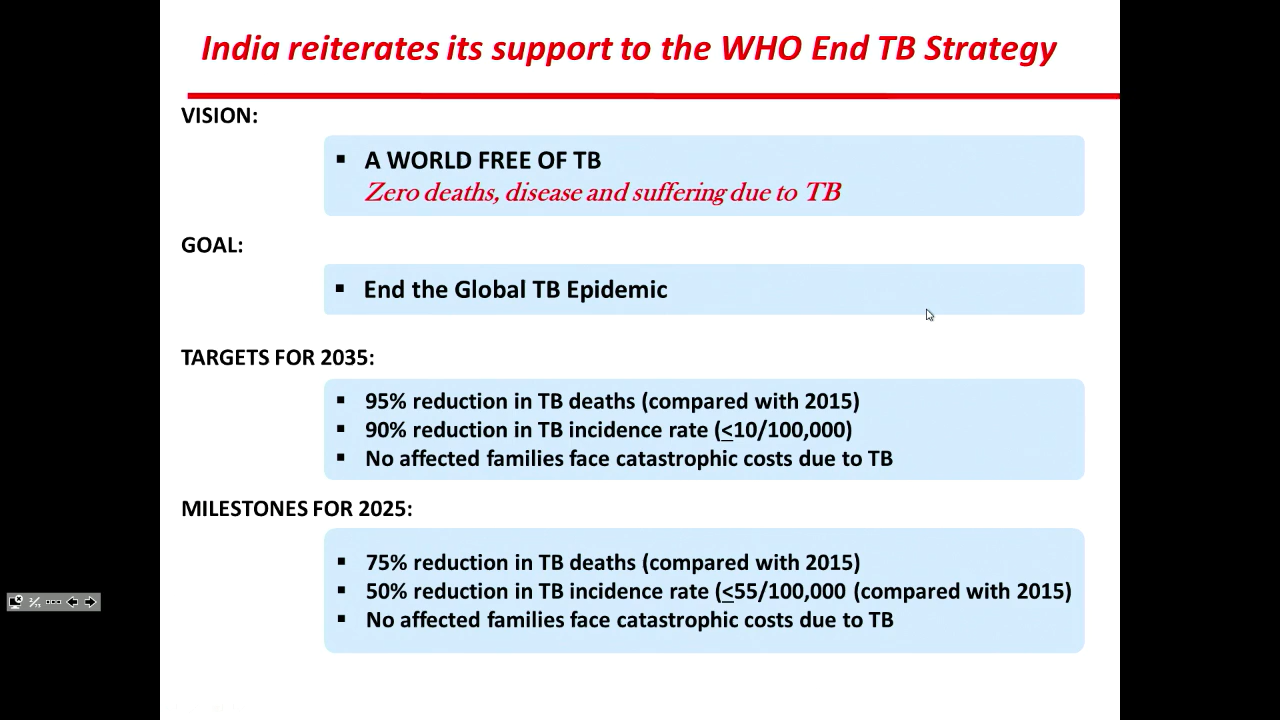 India reiterates its support to the WHO End TB Strategy
VISION:
▪ A WORLD FREE OF TB
Zero deaths, disease and suffering due to TB
GOAL:
▪ End the Global TB Epidemic
TARGETS FOR 2035:
▪ 95% reduction in TB deaths (compared with 2015)
▪ 90% reduction in TB incidence rate (≤10/100,000)
▪ No affected families face catastrophic costs due to TB
MILESTONES FOR 2025:
▪ 75% reduction in TB deaths (compared with 2015)
▪ 50% reduction in TB incidence rate (≤55/100,000 (compared with 2015)
▪ No affected families face catastrophic costs due to TB